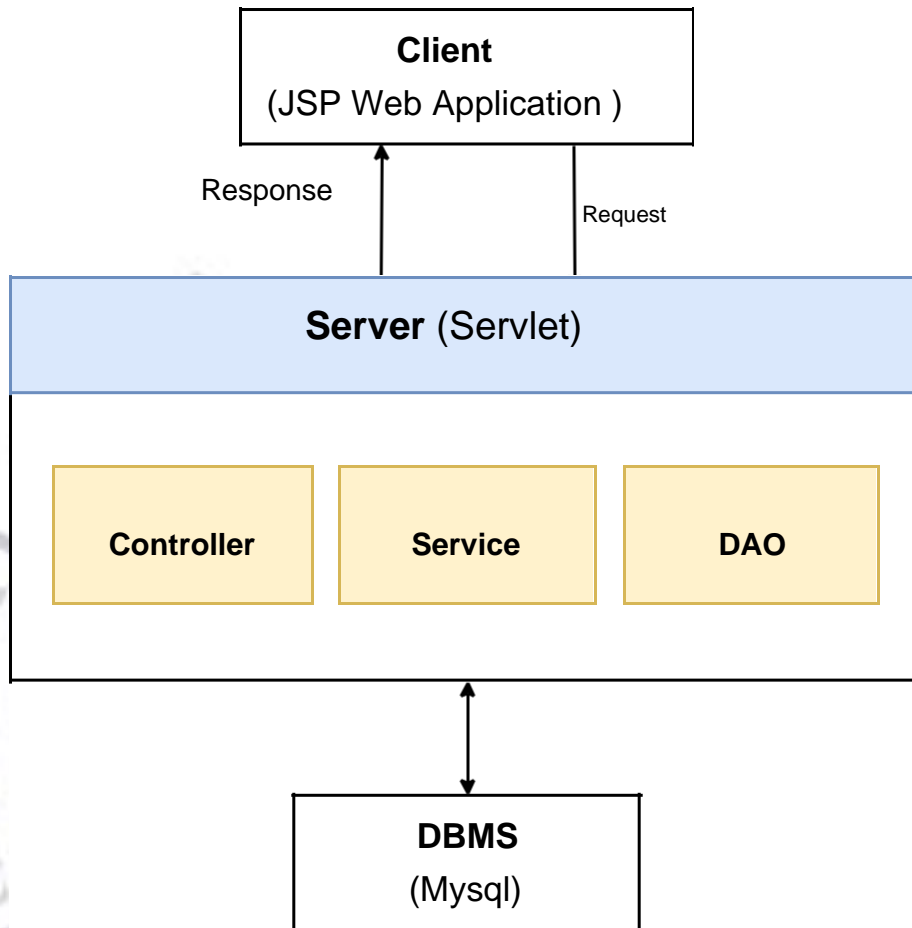 Client
(JSP Web Application )
Response
Request
Server (Servlet)
Controller
Service
DAO
DBMS
(Mysql)